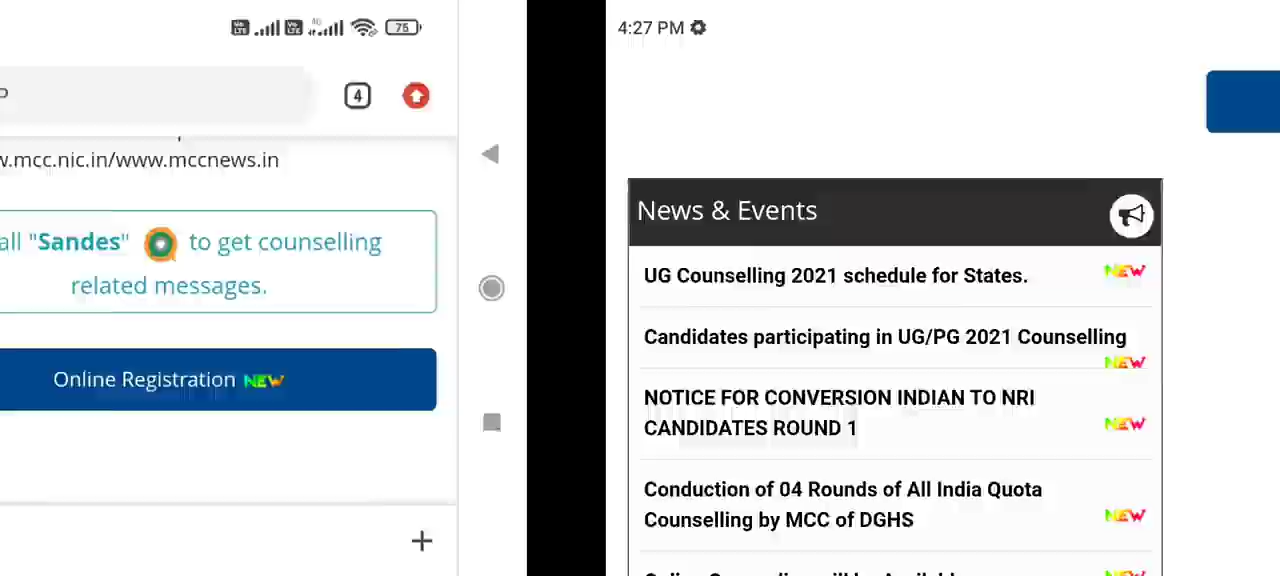 75
4
w.mcc.nic.in/www.mccnews.in
all "Sandes" to get counselling
related messages.
Online Registration NEW
4:27 PM
News & Events
UG Counselling 2021 schedule for States. NEW
Candidates participating in UG/PG 2021 Counselling
NEW
NOTICE FOR CONVERSION INDIAN TO NRI
CANDIDATES ROUND 1 NEW
Conduction of 04 Rounds of All India Quota
Counselling by MCC of DGHS NEW